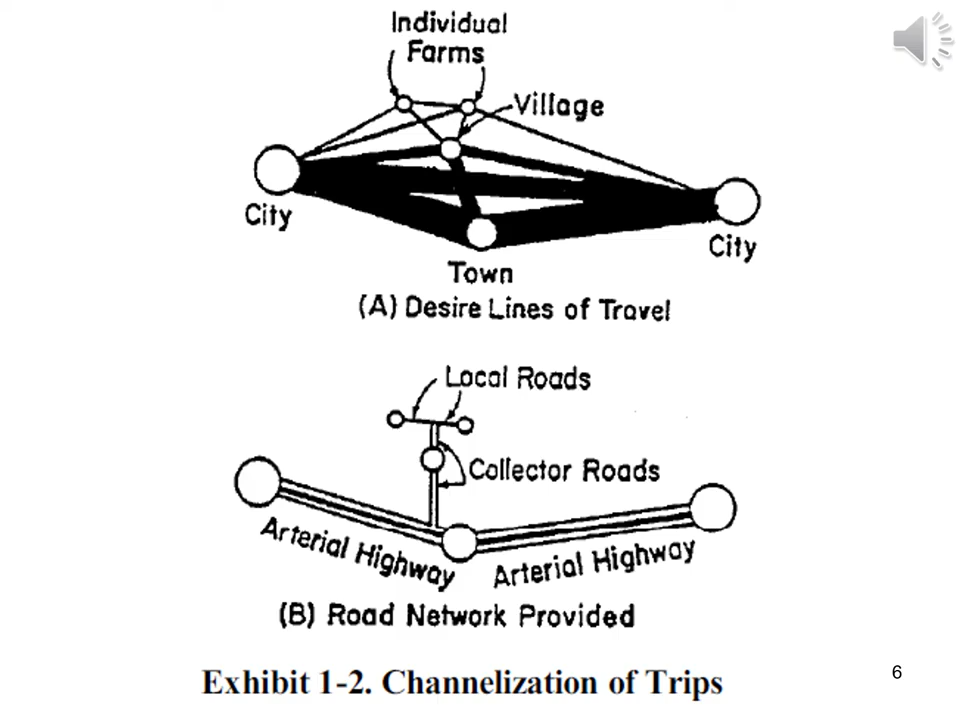 Individual
Farms
Village
City
City
Town
(A) Desire Lines of Travel
Local Roads
Collector Roads
Arterial Highway
Arterial Highway
(B) Road Network Provided
Exhibit 1-2. Channelization of Trips
6